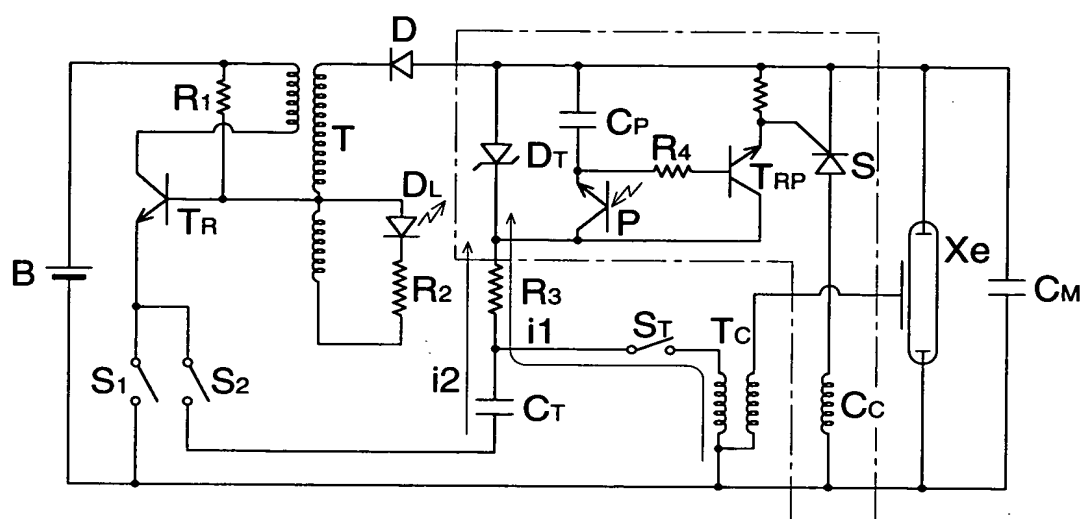 D
R1
CP
R4
DT
TRP
S
T
DL
TR
P
Xe
B
R2
R3
CM
i1
ST
TC
S1
S2
i2
CT
CC